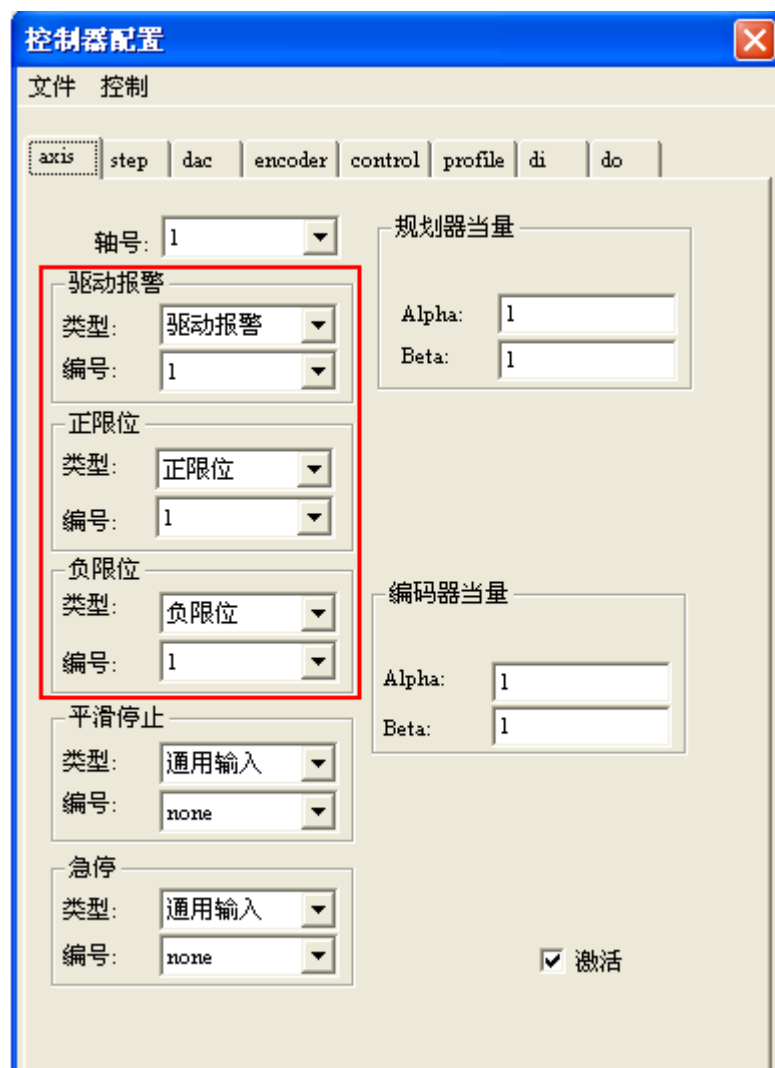 控制器配置
文件 控制
axis step dac encoder control profile di do
轴号: 1
驱动报警
类型: 驱动报警
编号: 1
正限位
类型: 正限位
编号: 1
负限位
类型: 负限位
编号: 1
平滑停止
类型: 通用输入
编号: none
急停
类型: 通用输入
编号: none
规划器当量
Alpha: 1
Beta: 1
编码器当量
Alpha: 1
Beta: 1
激活